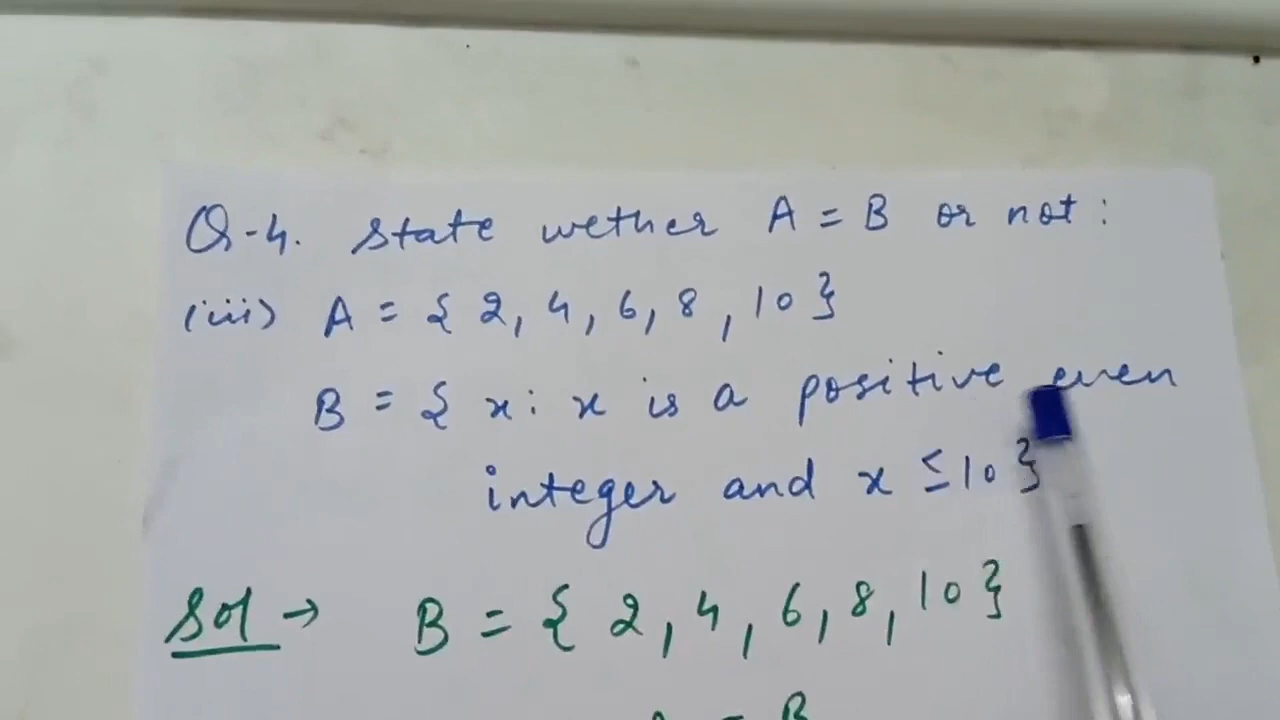 Q-4. State wether A = B or not :
(iii) A = { 2, 4, 6, 8, 10 }
B = { x : x is a positive even
integer and x ≤ 10 }
Sol → B = { 2, 4, 6, 8, 10 }
A = B